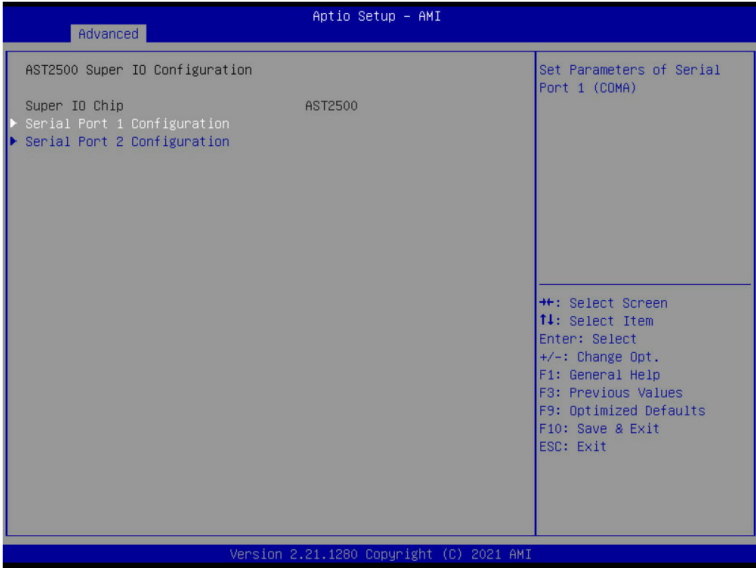 Aptio Setup – AMI
Advanced
AST2500 Super IO Configuration
Super IO Chip AST2500
▶ Serial Port 1 Configuration
▶ Serial Port 2 Configuration
Set Parameters of Serial
Port 1 (COMA)
→←: Select Screen
↑↓: Select Item
Enter: Select
+/-: Change Opt.
F1: General Help
F3: Previous Values
F9: Optimized Defaults
F10: Save & Exit
ESC: Exit
Version 2.21.1280 Copyright (C) 2021 AMI